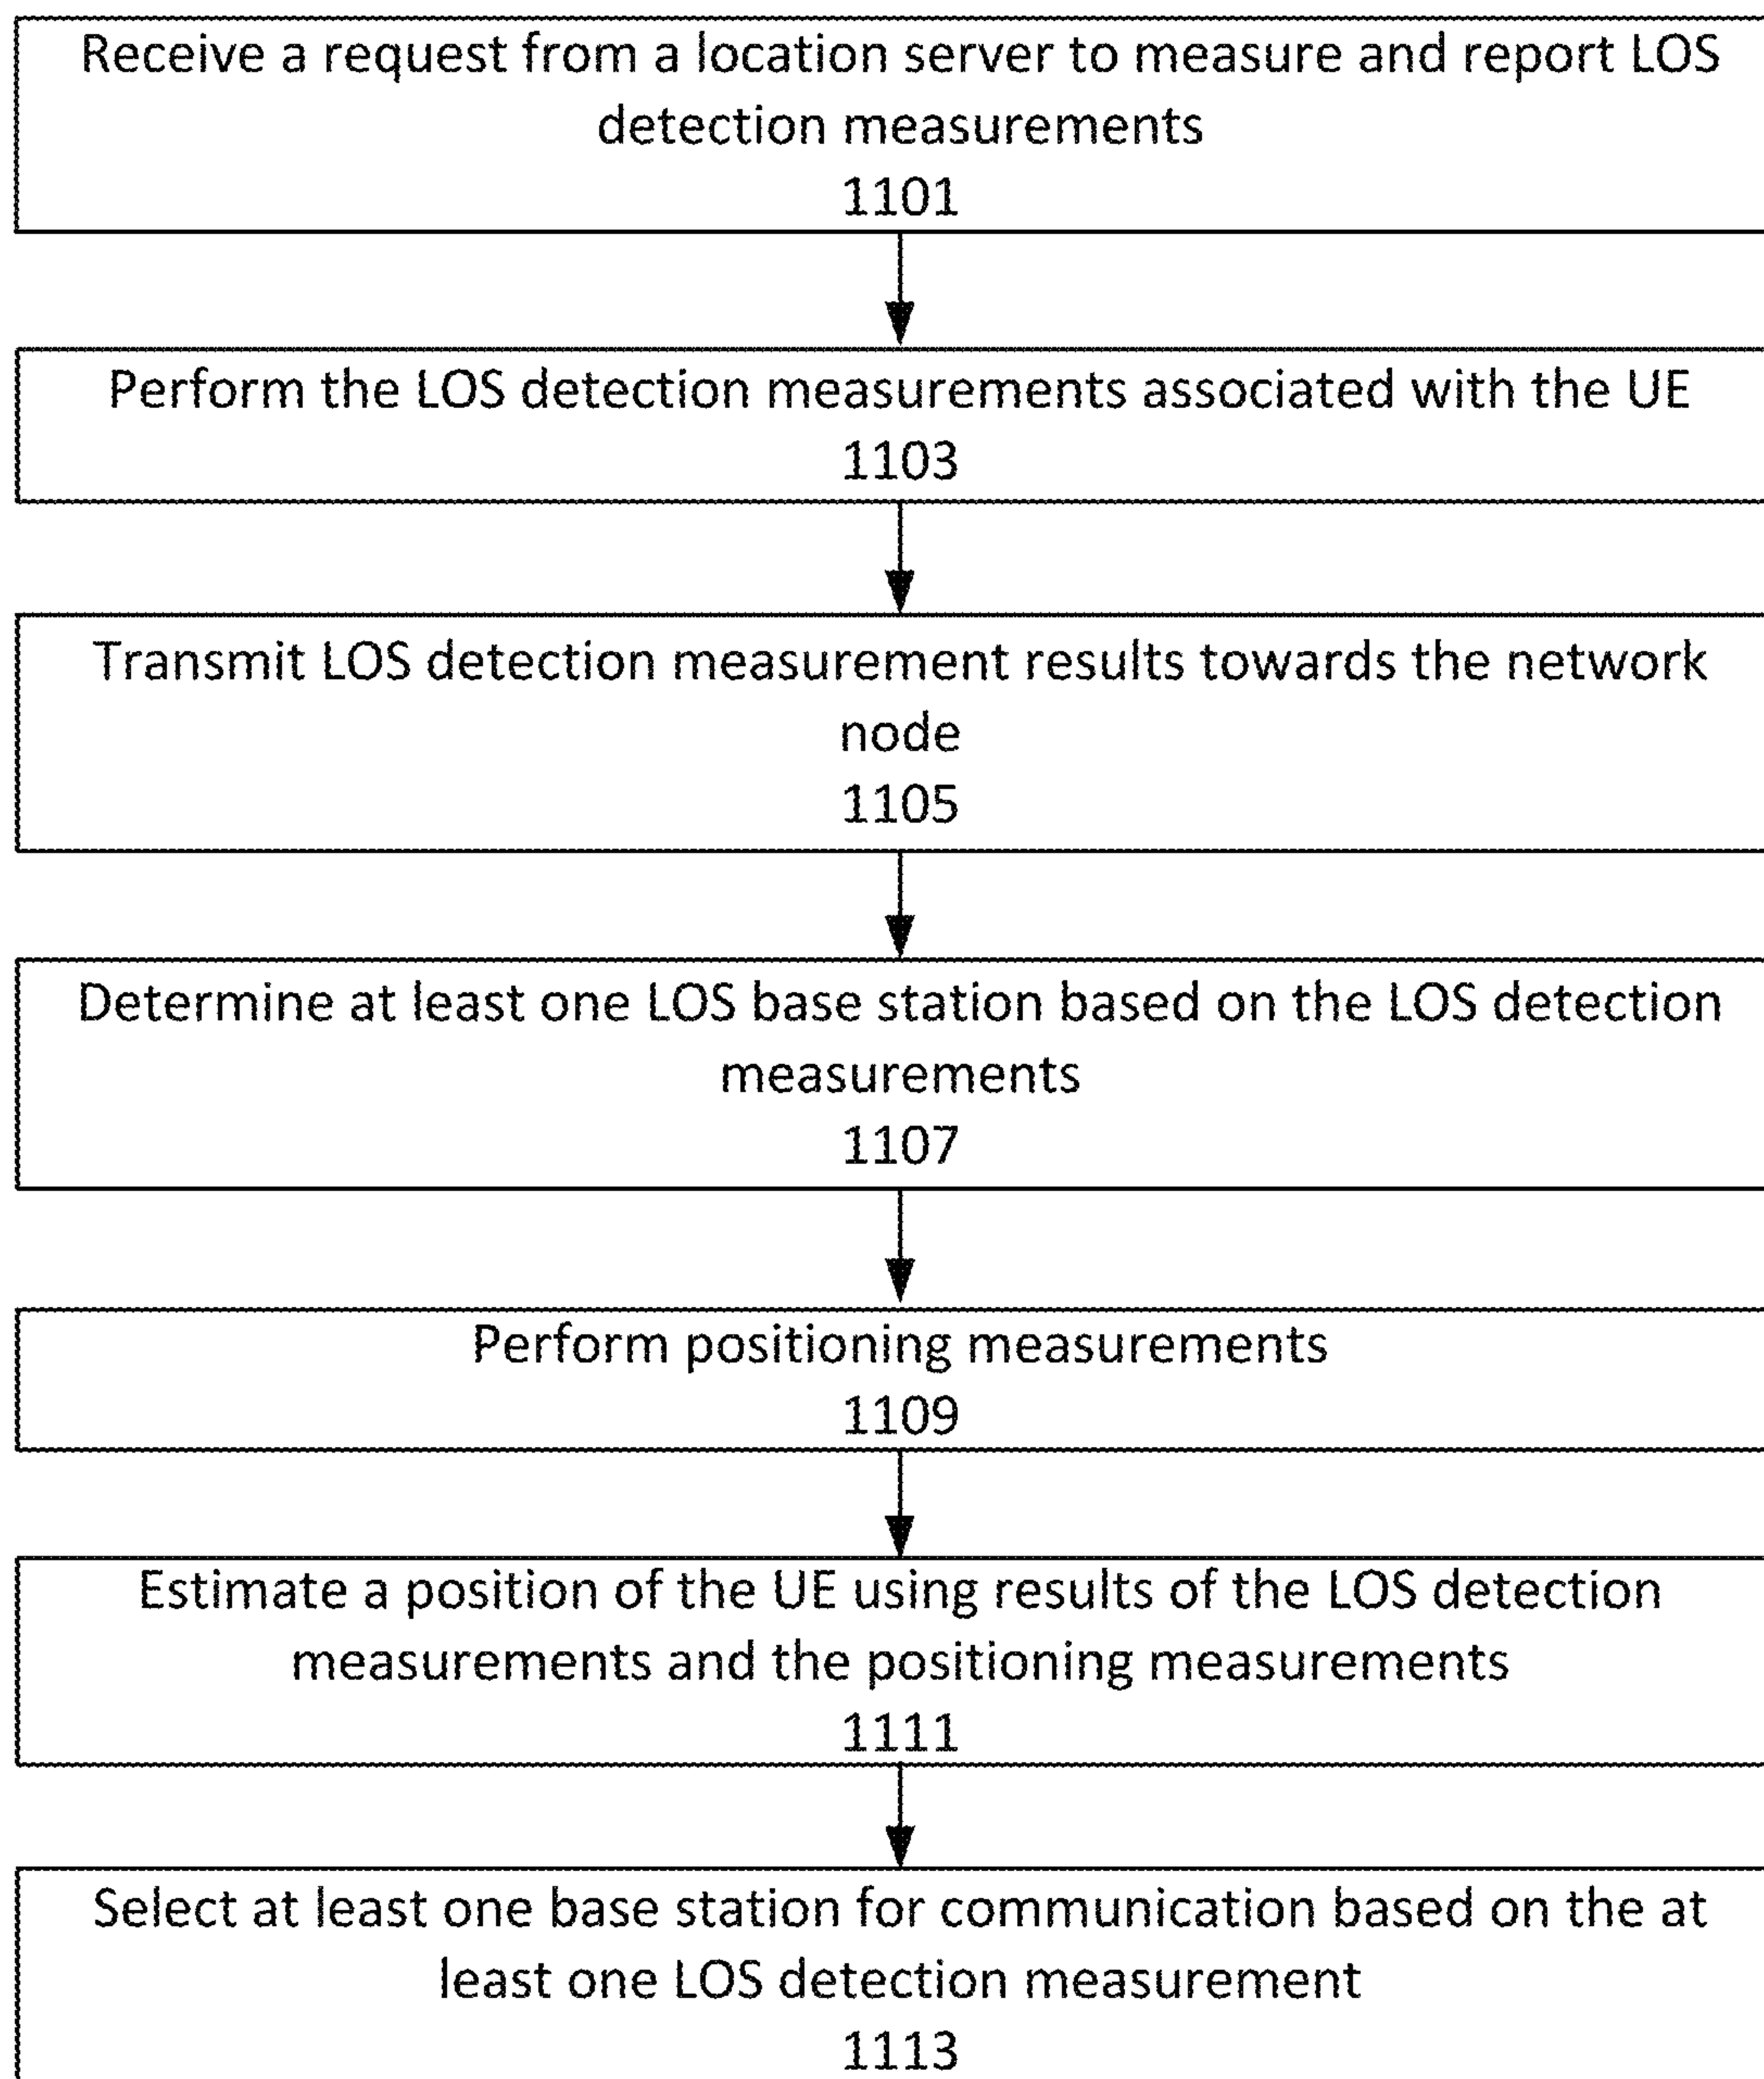 Receive a request from a location server to measure and report LOS
detection measurements
1101
Perform the LOS detection measurements associated with the UE
1103
Transmit LOS detection measurement results towards the network
node
1105
Determine at least one LOS base station based on the LOS detection
measurements
1107
Perform positioning measurements
1109
Estimate a position of the UE using results of the LOS detection
measurements and the positioning measurements
1111
Select at least one base station for communication based on the at
least one LOS detection measurement
1113